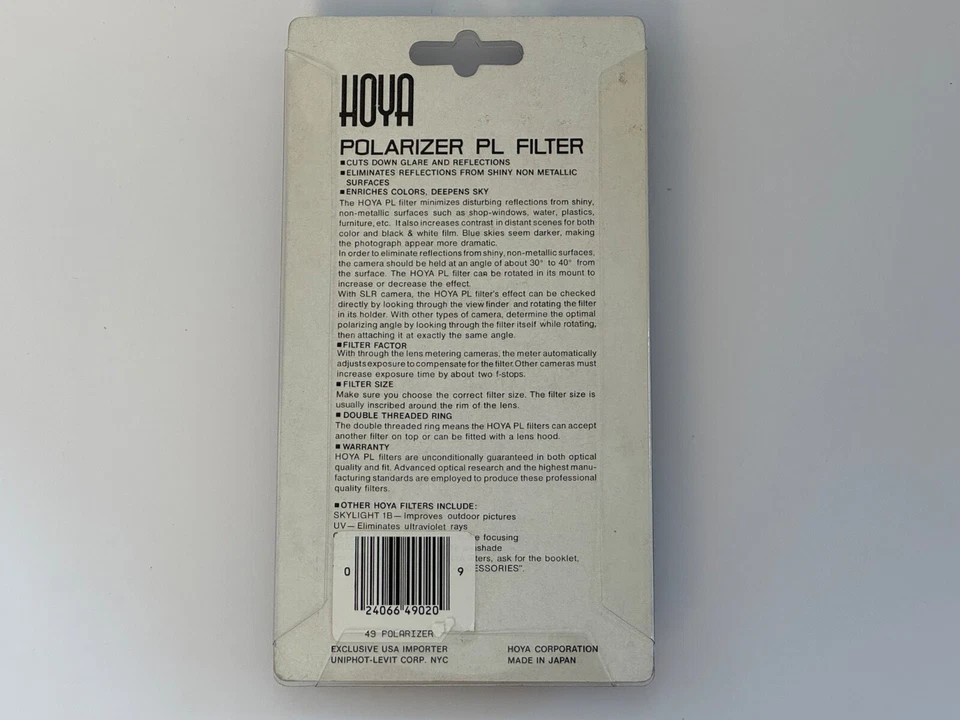 HOYA
POLARIZER PL FILTER
■CUTS DOWN GLARE AND REFLECTIONS
■ELIMINATES REFLECTIONS FROM SHINY NON METALLIC
SURFACES
■ENRICHES COLORS, DEEPENS SKY
The HOYA PL filter minimizes disturbing reflections from shiny,
non-metallic surfaces such as shop-windows, water, plastics,
furniture, etc. It also increases contrast in distant scenes for both
color and black & white film. Blue skies seem darker, making
the photograph appear more dramatic.
In order to eliminate reflections from shiny, non-metallic surfaces,
the camera should be held at an angle of about 30° to 40° from
the surface. The HOYA PL filter can be rotated in its mount to
increase or decrease the effect.
With SLR camera, the HOYA PL filter's effect can be checked
directly by looking through the viewfinder and rotating the filter
in its holder. With other types of camera, determine the optimal
polarizing angle by looking through the filter itself while rotating,
then attaching it at exactly the same angle.
■FILTER FACTOR
With through the lens metering cameras, the meter automatically
adjusts exposure to compensate for the filter. Other cameras must
increase exposure time by about two f-stops.
■FILTER SIZE
Make sure you choose the correct filter size. The filter size is
usually inscribed around the rim of the lens.
■DOUBLE THREADED RING
The double threaded ring means the HOYA PL filters can accept
another filter on top or can be fitted with a lens hood.
■WARRANTY
HOYA PL filters are unconditionally guaranteed in both optical
quality and fit. Advanced optical research and the highest manu-
facturing standards are employed to produce these professional
quality filters.
■OTHER HOYA FILTERS INCLUDE:
SKYLIGHT 1B—Improves outdoor pictures
UV—Eliminates ultraviolet rays
focusing
ask for the booklet,
0 24066 49020 9
49 POLARIZER
EXCLUSIVE USA IMPORTER
UNIPHOT-LEVIT CORP. NYC
HOYA CORPORATION
MADE IN JAPAN